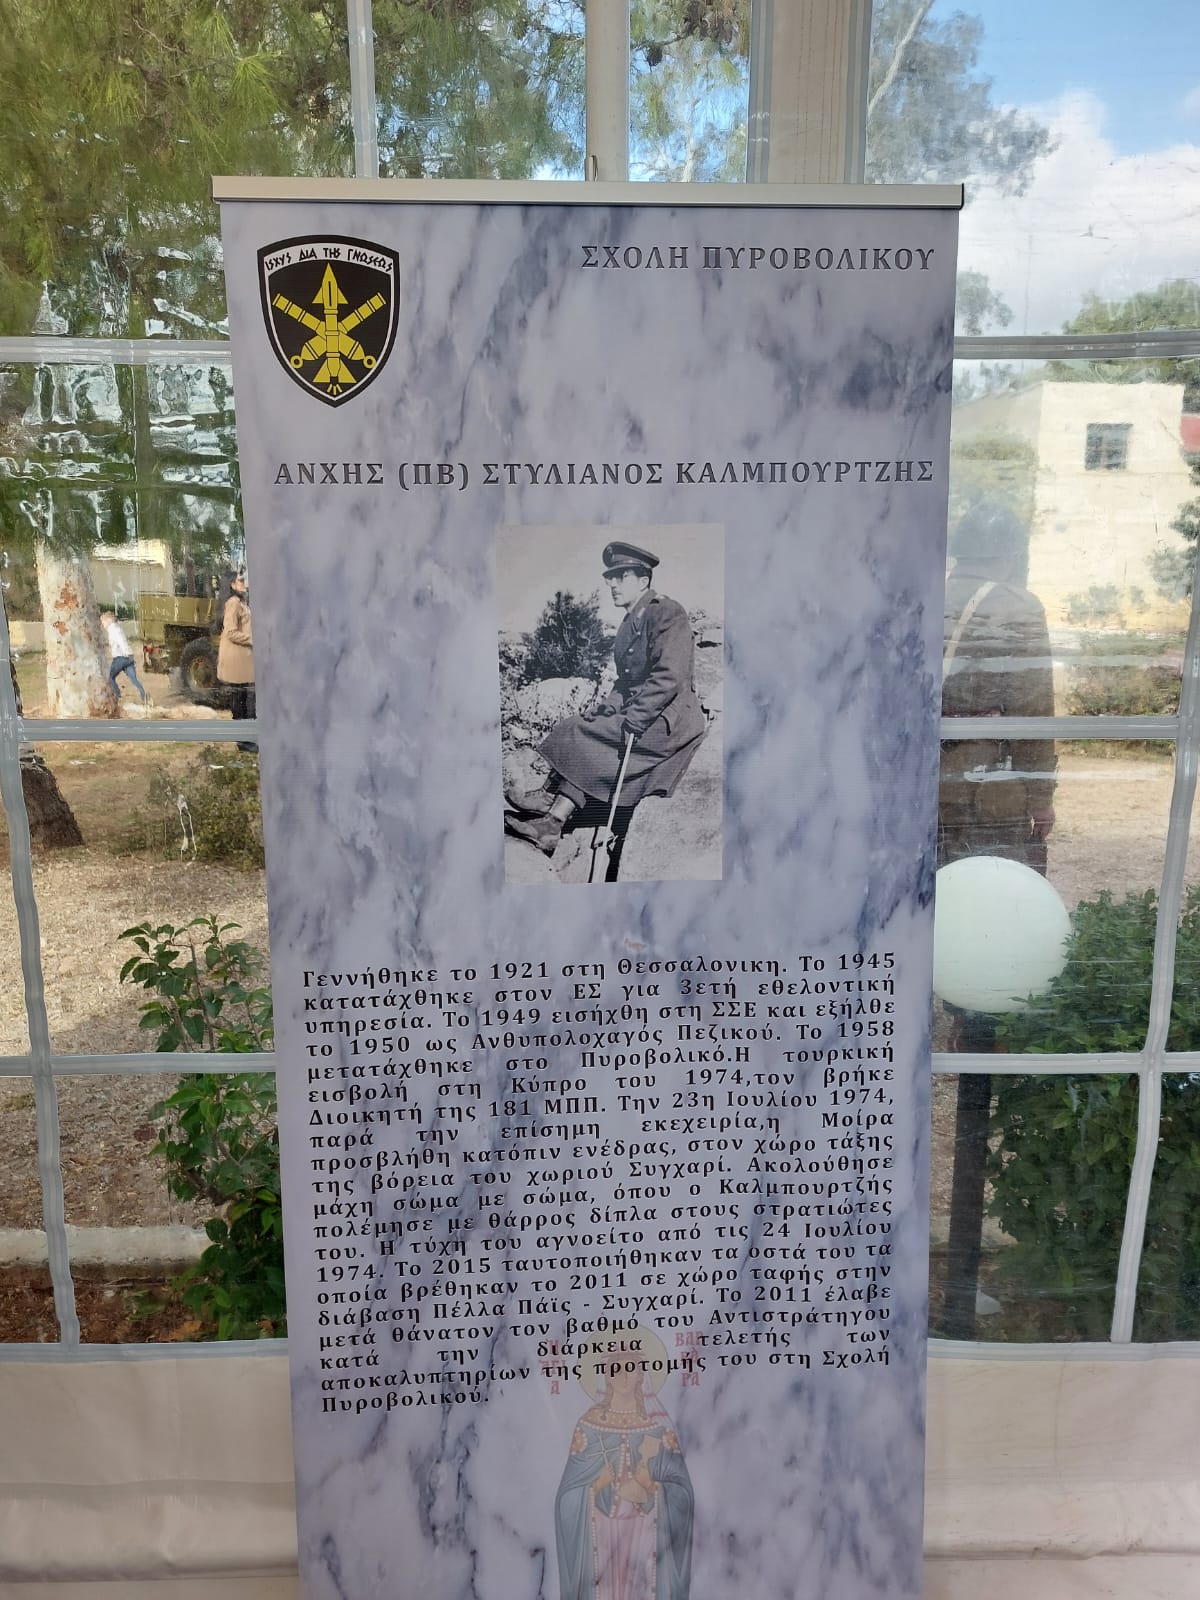 ΙΣΧΥΣ ΔΙΑ ΤΗΣ ΓΝΩΣΕΩΣ
ΣΧΟΛΗ ΠΥΡΟΒΟΛΙΚΟΥ
ΑΝΧΗΣ (ΠΒ) ΣΤΥΛΙΑΝΟΣ ΚΑΛΜΠΟΥΡΤΖΗΣ
Γεννήθηκε το 1921 στη Θεσσαλονικη. Το 1945
κατατάχθηκε στον ΕΣ για 3ετή εθελοντική
υπηρεσία. Το 1949 εισήχθη στη ΣΣΕ και εξήλθε
το 1950 ως Ανθυπολοχαγός Πεζικού. Το 1958
μετατάχθηκε στο Πυροβολικό.Η τουρκική
εισβολή στη Κύπρο του 1974,τον βρήκε
Διοικητή της 181 ΜΠΠ. Την 23η Ιουλίου 1974,
παρά την επίσημη εκεχειρία,η Μοίρα
προσβλήθη κατόπιν ενέδρας, στον χώρο τάξης
της βόρεια του χωριού Συγχαρί. Ακολούθησε
μάχη σώμα με σώμα, όπου ο Καλμπουρτζής
πολέμησε με θάρρος δίπλα στους στρατιώτες
του. Η τύχη του αγνοείτο από τις 24 Ιουλίου
1974. Το 2015 ταυτοποιήθηκαν τα οστά του τα
οποία βρέθηκαν το 2011 σε χώρο ταφής στην
διάβαση Πέλλα Πάϊς - Συγχαρί. Το 2011 έλαβε
μετά θάνατον τον βαθμό του Αντιστράτηγου
κατά την διάρκεια τελετής των
αποκαλυπτηρίων της προτομής του στη Σχολή
Πυροβολικού.